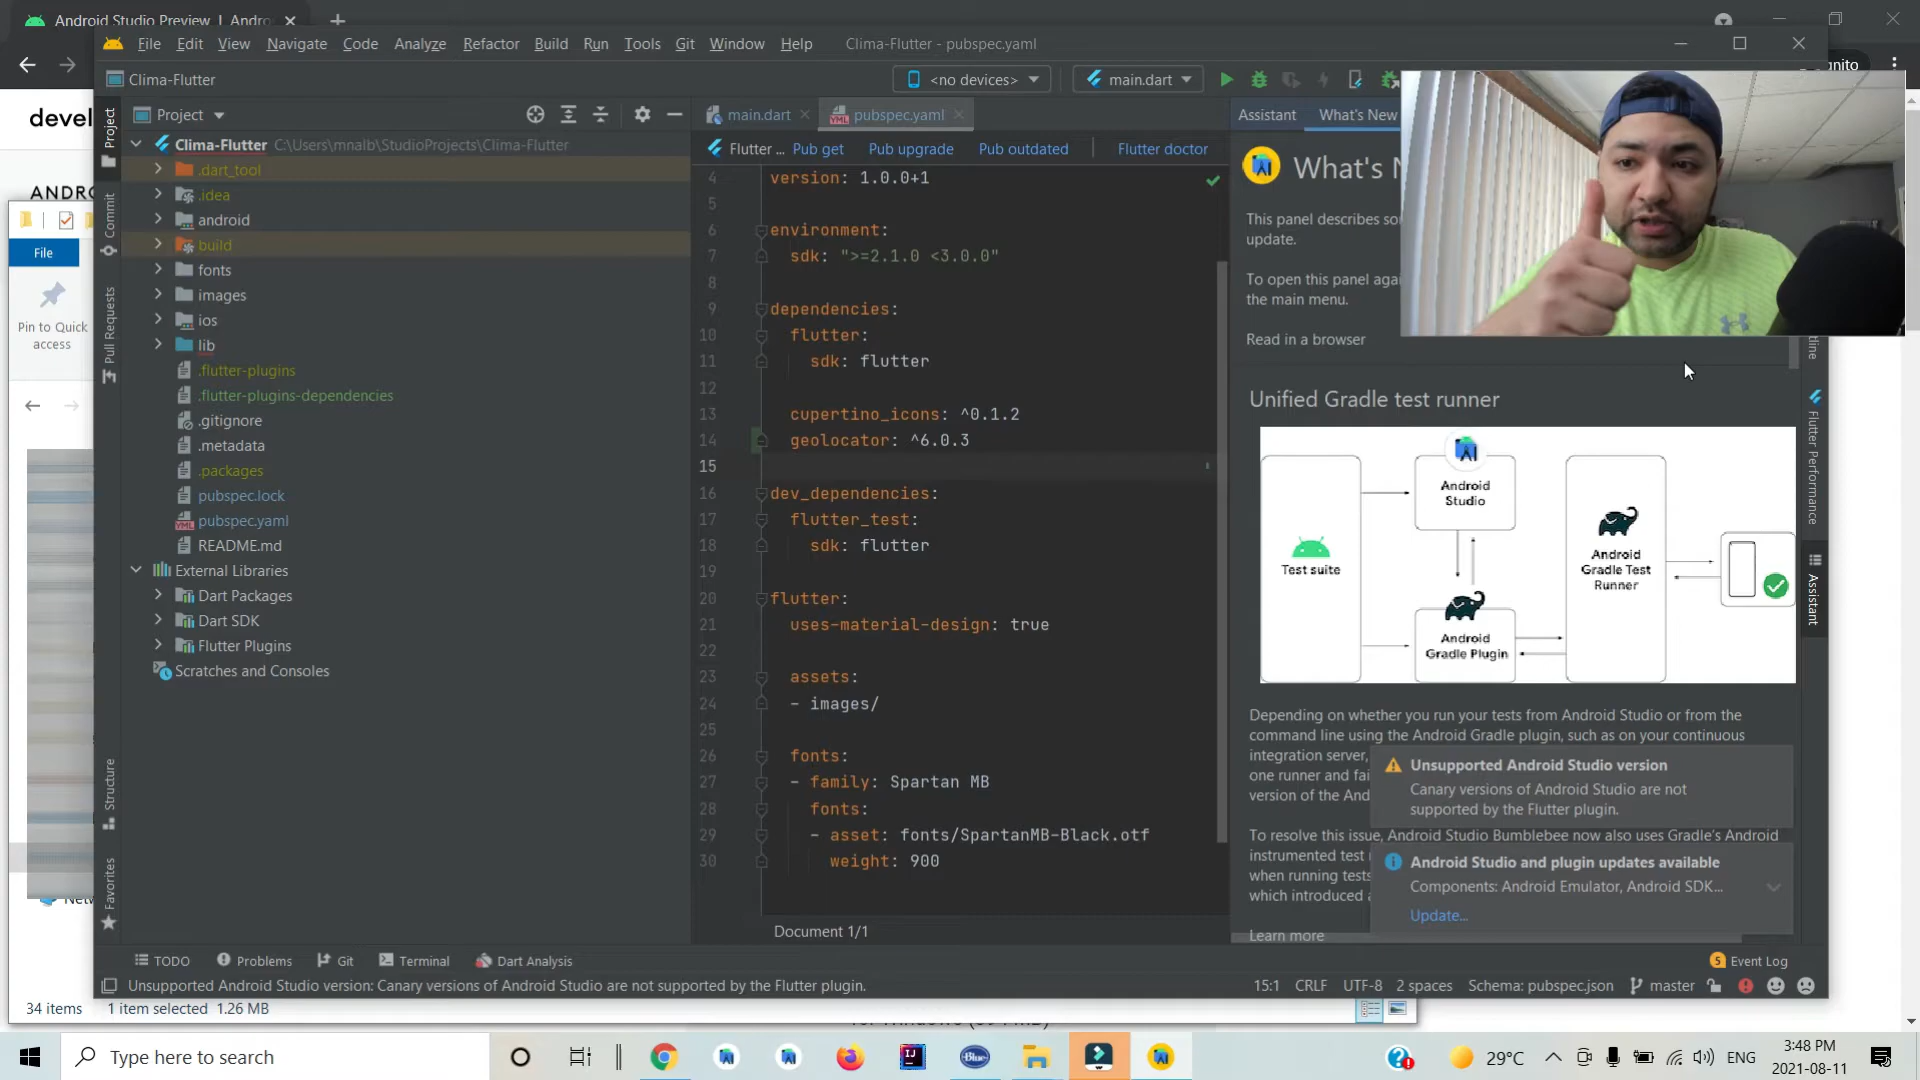 Android Studio Preview | Andro
File Edit View Navigate Code Analyze Refactor Build Run Tools Git Window Help Clima-Flutter - pubspec.yaml
Clima-Flutter
<no devices>
main.dart
devel
ANDRO
File
Pin to Quick
access
Project
Commit
Pull Requests
Structure
Favorites
Project
Clima-Flutter C:\Users\mnalb\StudioProjects\Clima-Flutter
.dart_tool
.idea
android
build
fonts
images
ios
lib
.flutter-plugins
.flutter-plugins-dependencies
.gitignore
.metadata
.packages
pubspec.lock
pubspec.yaml
README.md
External Libraries
Dart Packages
Dart SDK
Flutter Plugins
Scratches and Consoles
main.dart pubspec.yaml
Flutter ... Pub get Pub upgrade Pub outdated Flutter doctor
4 version: 1.0.0+1
5
6 environment:
7 sdk: ">=2.1.0 <3.0.0"
8
9 dependencies:
10 flutter:
11 sdk: flutter
12
13 cupertino_icons: ^0.1.2
14 geolocator: ^6.0.3
15
16 dev_dependencies:
17 flutter_test:
18 sdk: flutter
19
20 flutter:
21 uses-material-design: true
22
23 assets:
24 - images/
25
26 fonts:
27 - family: Spartan MB
28 fonts:
29 - asset: fonts/SpartanMB-Black.otf
30 weight: 900
Document 1/1
Assistant What's New
What's N
This panel describes so
update.
To open this panel aga
the main menu.
Read in a browser
Unified Gradle test runner
Test suite
Android
Studio
Android
Gradle Plugin
Android
Gradle Test
Runner
Depending on whether you run your tests from Android Studio or from the
command line using the Android Gradle plugin, such as on your continuous
integration server,
one runner and fai
version of the And
Unsupported Android Studio version
Canary versions of Android Studio are not
supported by the Flutter plugin.
To resolve this issue, Android Studio Bumblebee now also uses Gradle's Android
instrumented test
when running tests
which introduced
Android Studio and plugin updates available
Components: Android Emulator, Android SDK...
Update...
Learn more
Flutter Performance
Assistant
TODO Problems Git Terminal Dart Analysis
5 Event Log
Unsupported Android Studio version: Canary versions of Android Studio are not supported by the Flutter plugin.
15:1 CRLF UTF-8 2 spaces Schema: pubspec.json master
34 items 1 item selected 1.26 MB
Type here to search
29°C
ENG
3:48 PM
2021-08-11